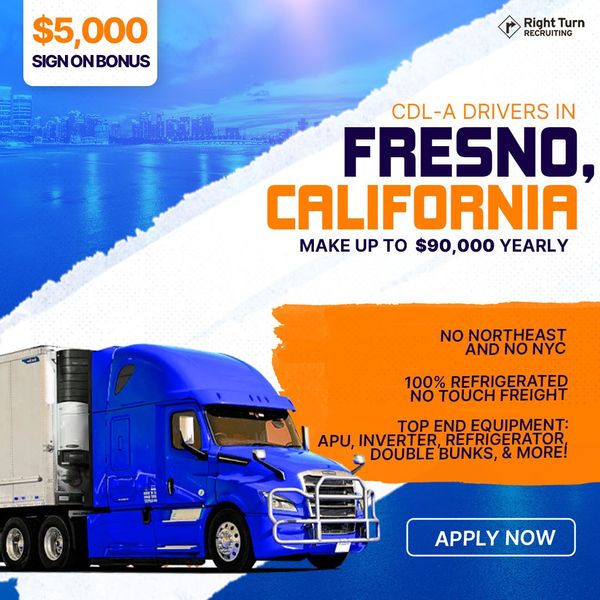 $5,000
SIGN ON BONUS
Right Turn
RECRUITING
CDL-A DRIVERS IN
FRESNO,
CALIFORNIA
MAKE UP TO $90,000 YEARLY
NO NORTHEAST
AND NO NYC
100% REFRIGERATED
NO TOUCH FREIGHT
TOP END EQUIPMENT:
APU, INVERTER, REFRIGERATOR,
DOUBLE BUNKS, & MORE!
APPLY NOW